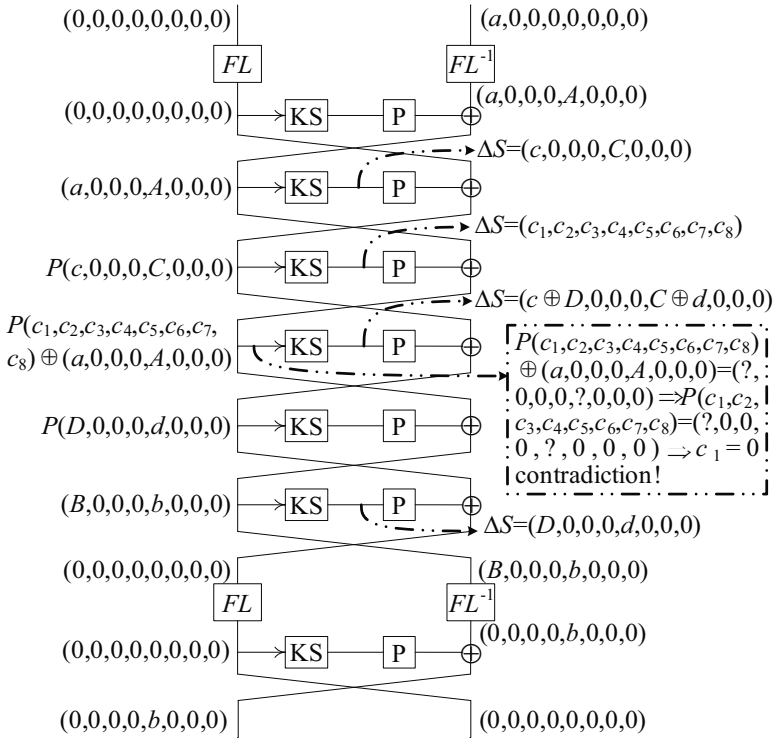 (0,0,0,0,0,0,0,0)
(a,0,0,0,0,0,0,0)
FL
FL⁻¹
(a,0,0,0,A,0,0,0)
(0,0,0,0,0,0,0,0)
KS
P
ΔS=(c,0,0,0,C,0,0,0)
(a,0,0,0,A,0,0,0)
KS
P
ΔS=(c₁,c₂,c₃,c₄,c₅,c₆,c₇,c₈)
P(c,0,0,0,C,0,0,0)
KS
P
ΔS=(c⊕D,0,0,0,C⊕d,0,0,0)
P(c₁,c₂,c₃,c₄,c₅,c₆,c₇,
c₈)⊕(a,0,0,0,A,0,0,0)
KS
P
P(c₁,c₂,c₃,c₄,c₅,c₆,c₇,c₈)
⊕(a,0,0,0,A,0,0,0)=(?,
0,0,0,?,0,0,0)⇒P(c₁,c₂,
c₃,c₄,c₅,c₆,c₇,c₈)=(?,0,0,
0,?,0,0,0)⇒c₁=0
contradiction!
P(D,0,0,0,d,0,0,0)
KS
P
(B,0,0,0,b,0,0,0)
KS
P
ΔS=(D,0,0,0,d,0,0,0)
(0,0,0,0,0,0,0,0)
(B,0,0,0,b,0,0,0)
FL
FL⁻¹
(0,0,0,0,b,0,0,0)
(0,0,0,0,0,0,0,0)
KS
P
(0,0,0,0,b,0,0,0)
(0,0,0,0,0,0,0,0)